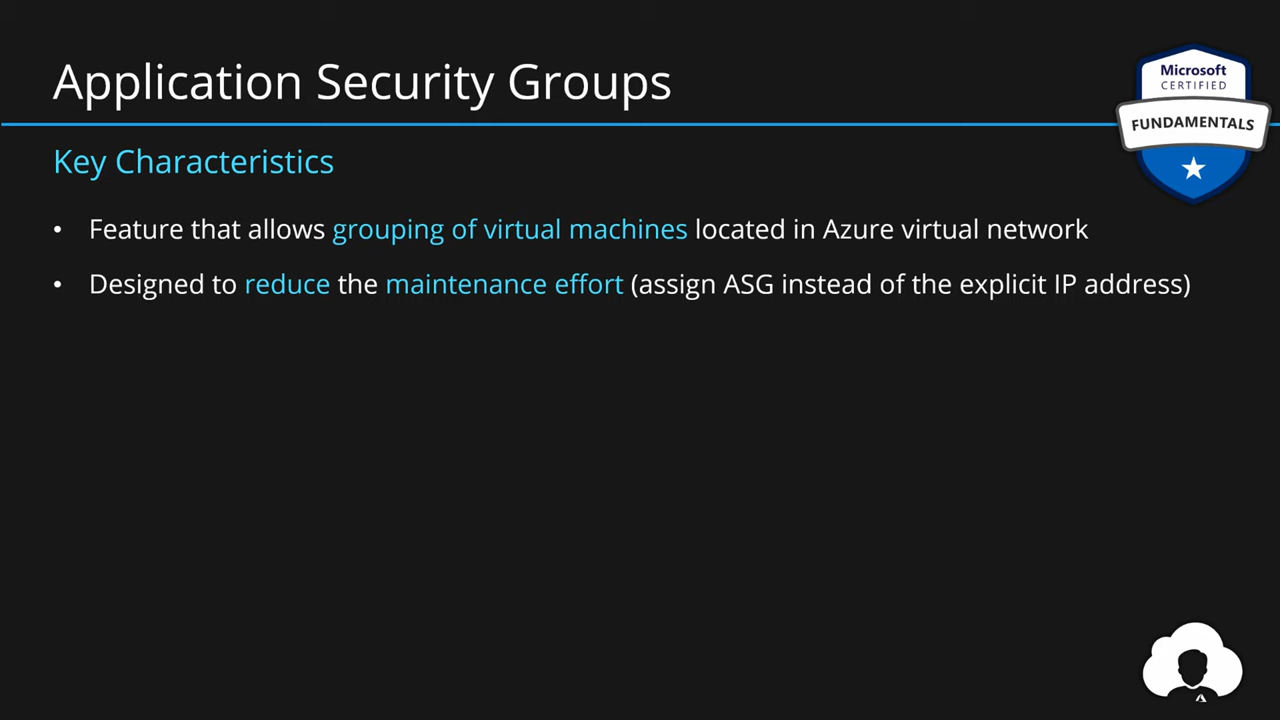 Application Security Groups
Microsoft
CERTIFIED
FUNDAMENTALS
Key Characteristics
• Feature that allows grouping of virtual machines located in Azure virtual network
• Designed to reduce the maintenance effort (assign ASG instead of the explicit IP address)